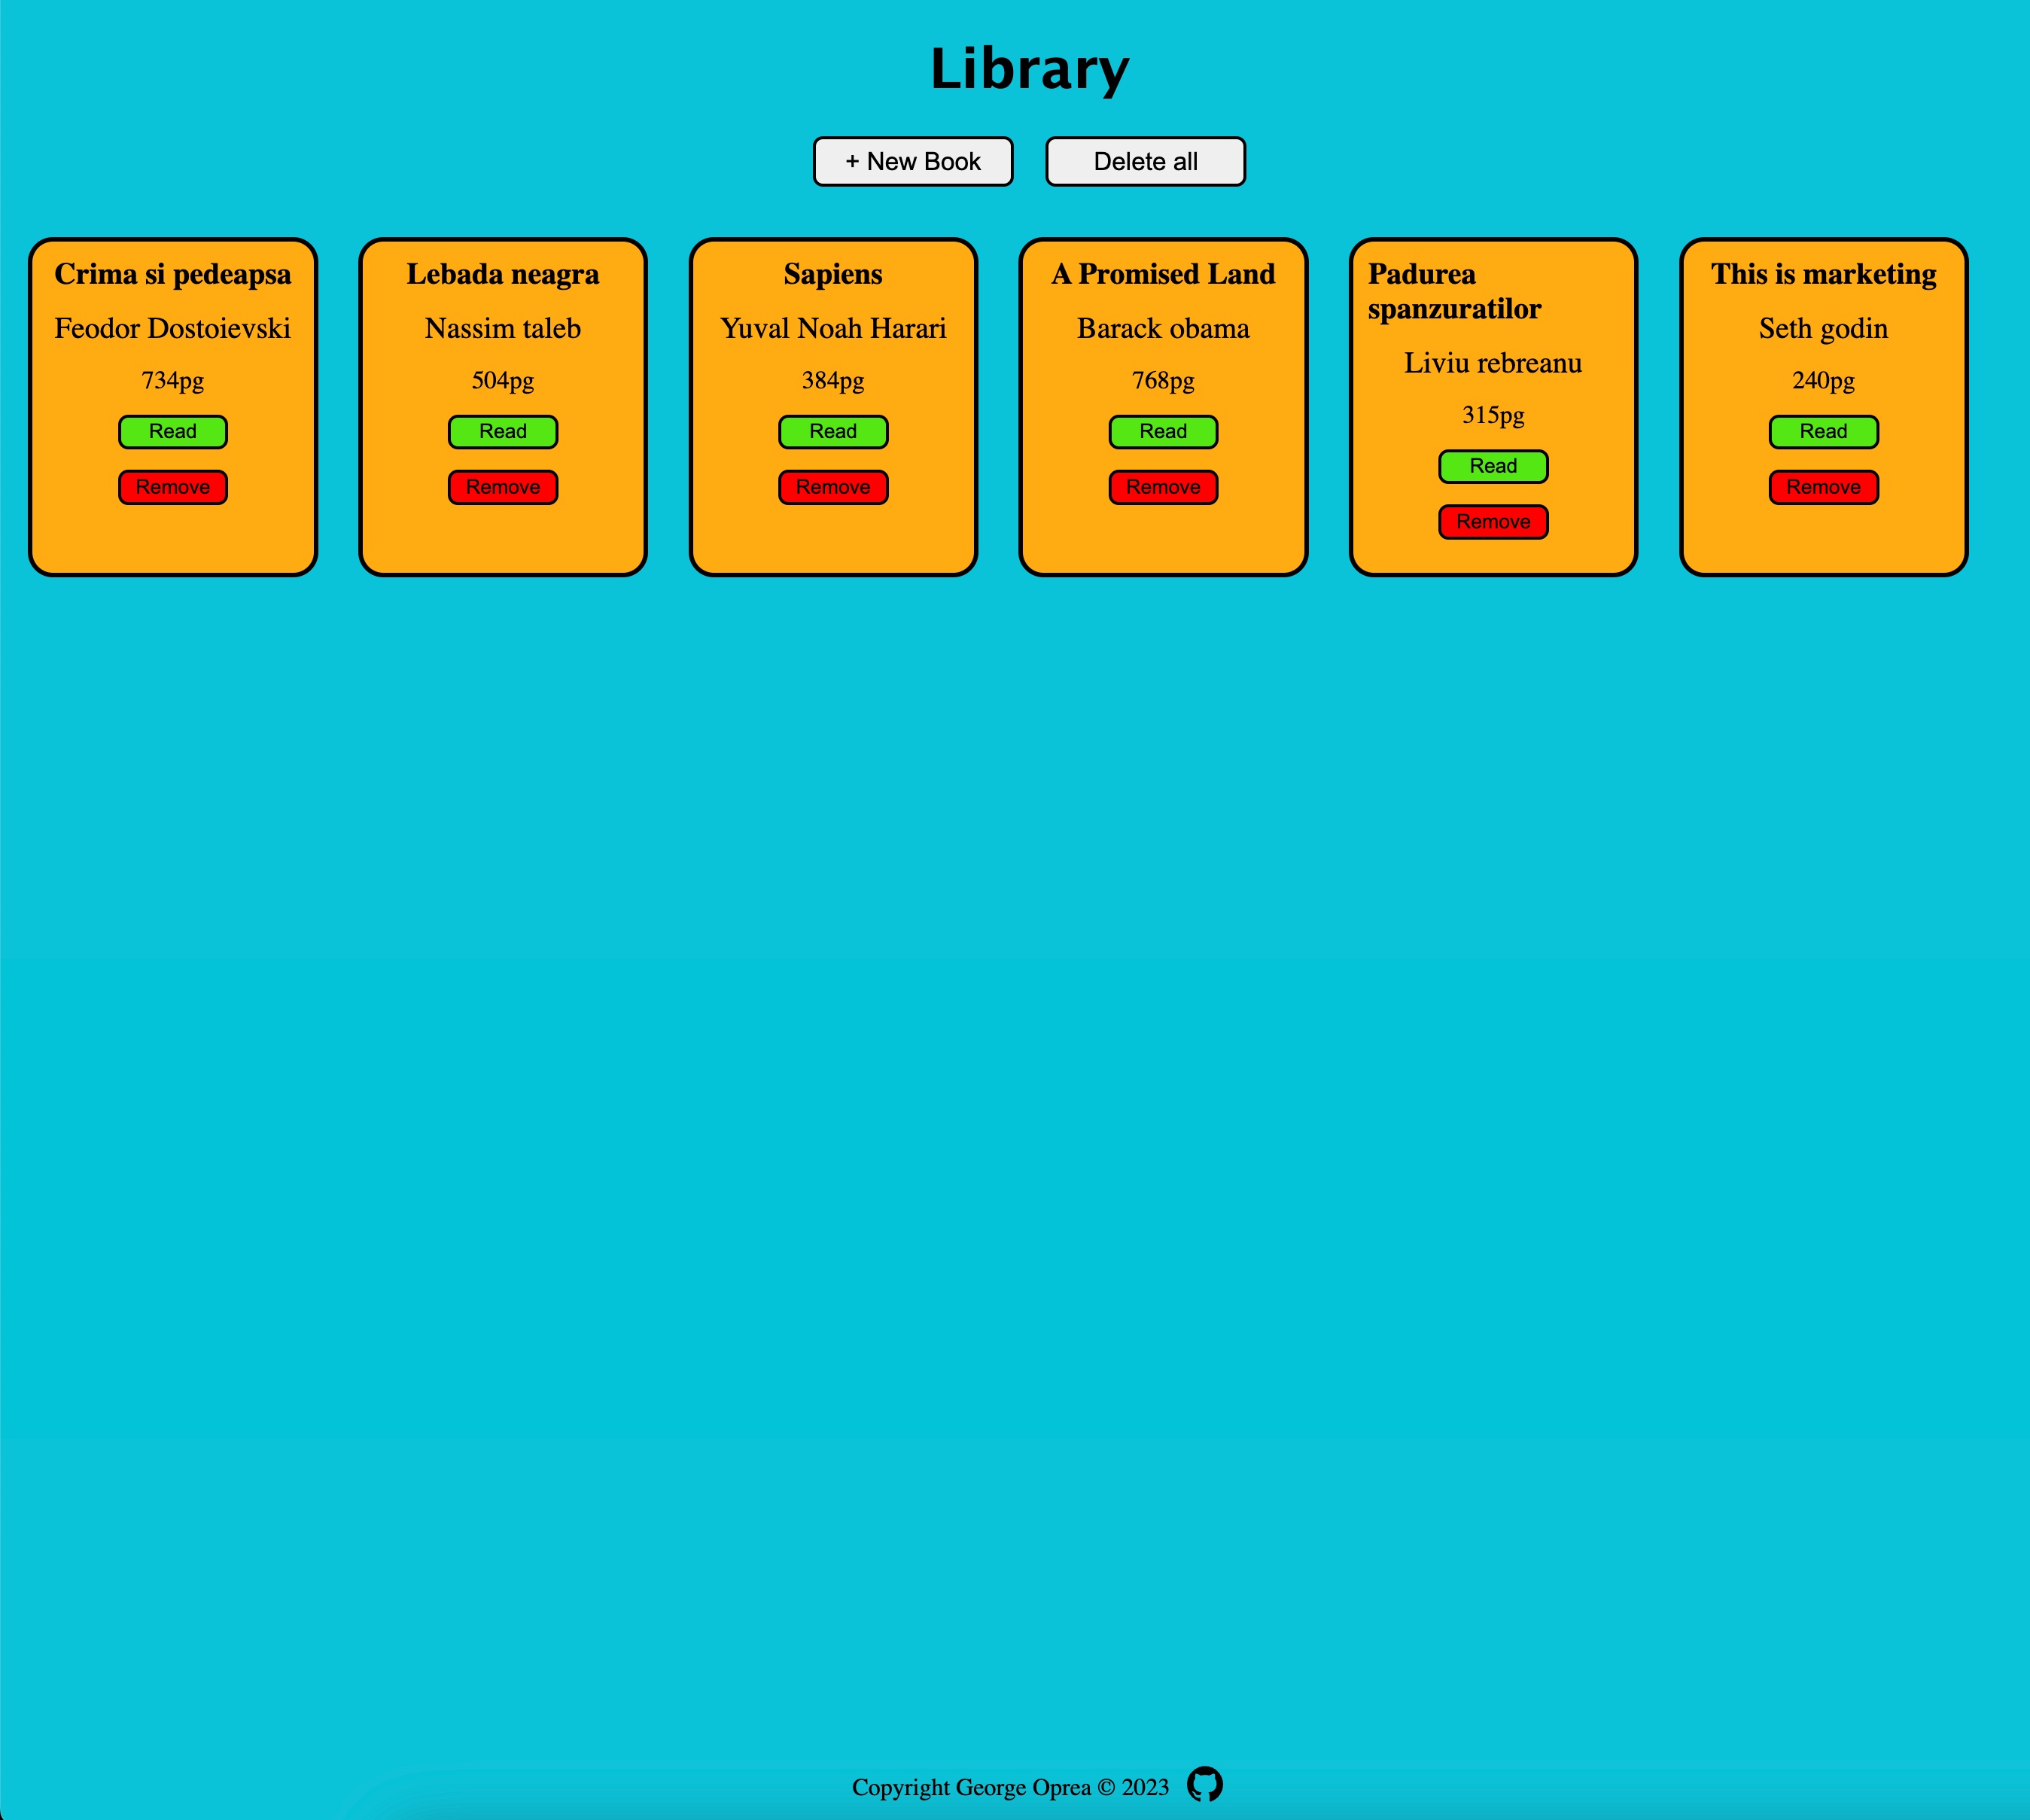 Library
+ New Book
Delete all
Crima si pedeapsa
Feodor Dostoievski
734pg
Read
Remove
Lebada neagra
Nassim taleb
504pg
Read
Remove
Sapiens
Yuval Noah Harari
384pg
Read
Remove
A Promised Land
Barack obama
768pg
Read
Remove
Padurea
spanzuratilor
Liviu rebreanu
315pg
Read
Remove
This is marketing
Seth godin
240pg
Read
Remove
Copyright George Oprea © 2023